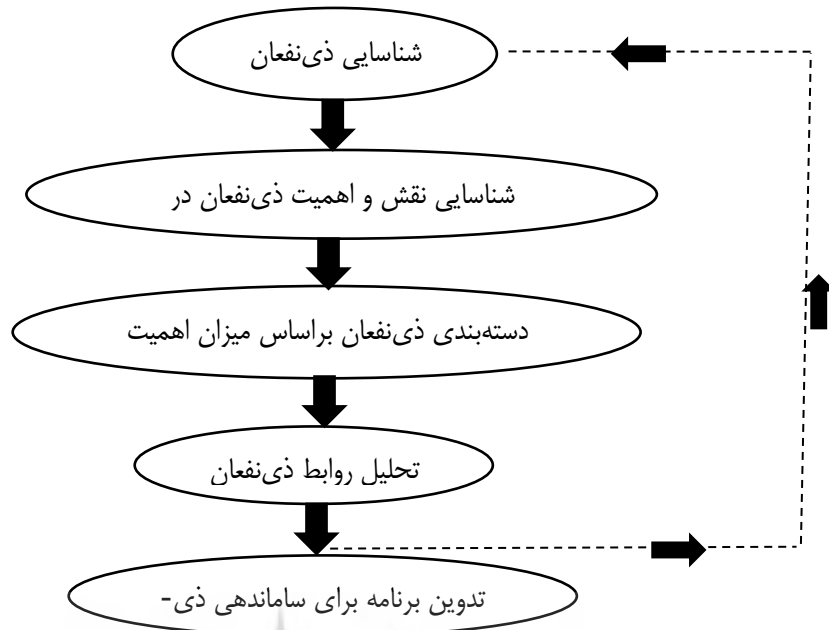 شناسایی ذی‌نفعان
شناسایی نقش و اهمیت ذی‌نفعان در
دسته‌بندی ذی‌نفعان براساس میزان اهمیت
تحلیل روابط ذی‌نفعان
تدوین برنامه برای ساماندهی ذی-